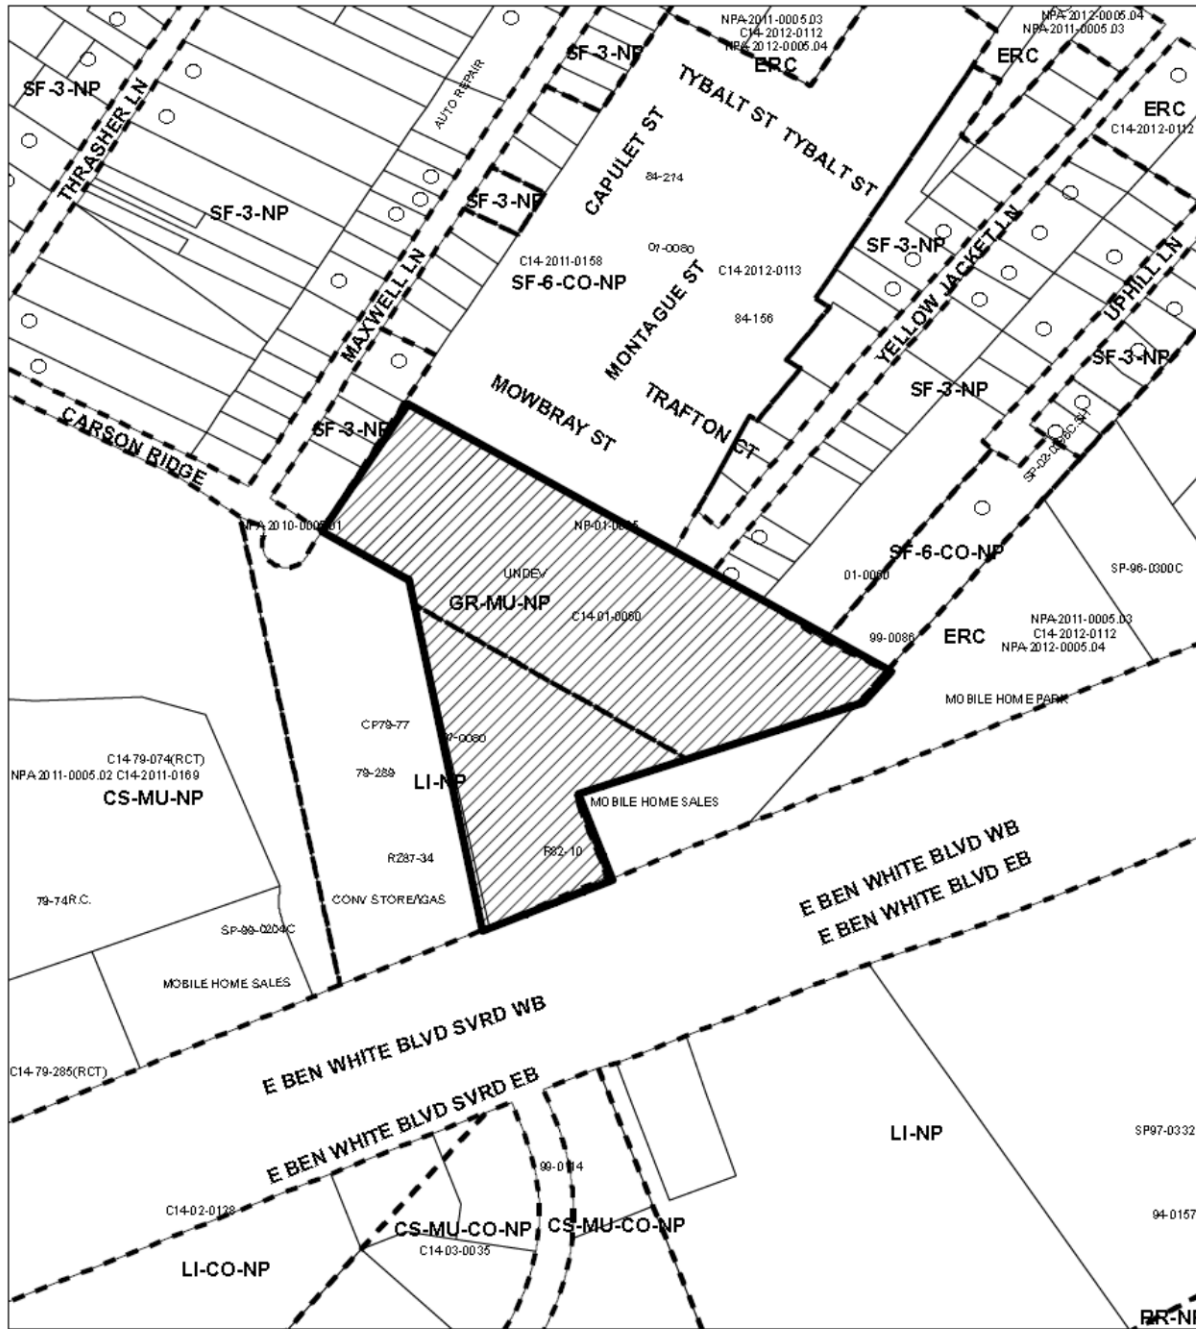 NPA-2011-0005.03
C14-2012-0112
NPA-2012-0005.04
ERC
NPA-2012-0005.04
NPA-2011-0005.03
ERC
SF-3-NP
SF-3-NP
THRASHER LN
AUTO REPAIR
TYBALT ST
TYBALT ST
ERC
C14-2012-0112
CAPULET ST
84-274
SF-3-NP
SF-3-NP
07-0080
C14-2011-0158
SF-6-CO-NP
C14-2012-0113
MONTAGUE ST
84-156
SF-3-NP
YELLOW JACKET LN
UPHILL LN
MAXWELL LN
SF-3-NP
SF-3-NP
MOWBRAY ST
TRAFTON CT
CARSON RIDGE
SF-3-NP
NPA-2010-0005.01
UNDEV
GR-MU-NP
C14-01-0060
SF-6-CO-NP
01-0060
SP-96-0300C
99-0086
ERC
NPA-2011-0005.03
C14-2012-0112
NPA-2012-0005.04
MOBILE HOME PARK
CP79-77
79-289
LI-NP
C14-79-074(RCT)
NPA-2011-0005.02 C14-2011-0169
CS-MU-NP
MOBILE HOME SALES
RZ87-34
R82-10
CONV STORE/GAS
79-74R.C.
SP-99-0204C
MOBILE HOME SALES
E BEN WHITE BLVD WB
E BEN WHITE BLVD EB
E BEN WHITE BLVD SVRD WB
E BEN WHITE BLVD SVRD EB
C14-79-285(RCT)
LI-NP
SP97-0332
99-0114
C14-02-0128
CS-MU-CO-NP
CS-MU-CO-NP
C14-03-0035
94-0157
LI-CO-NP